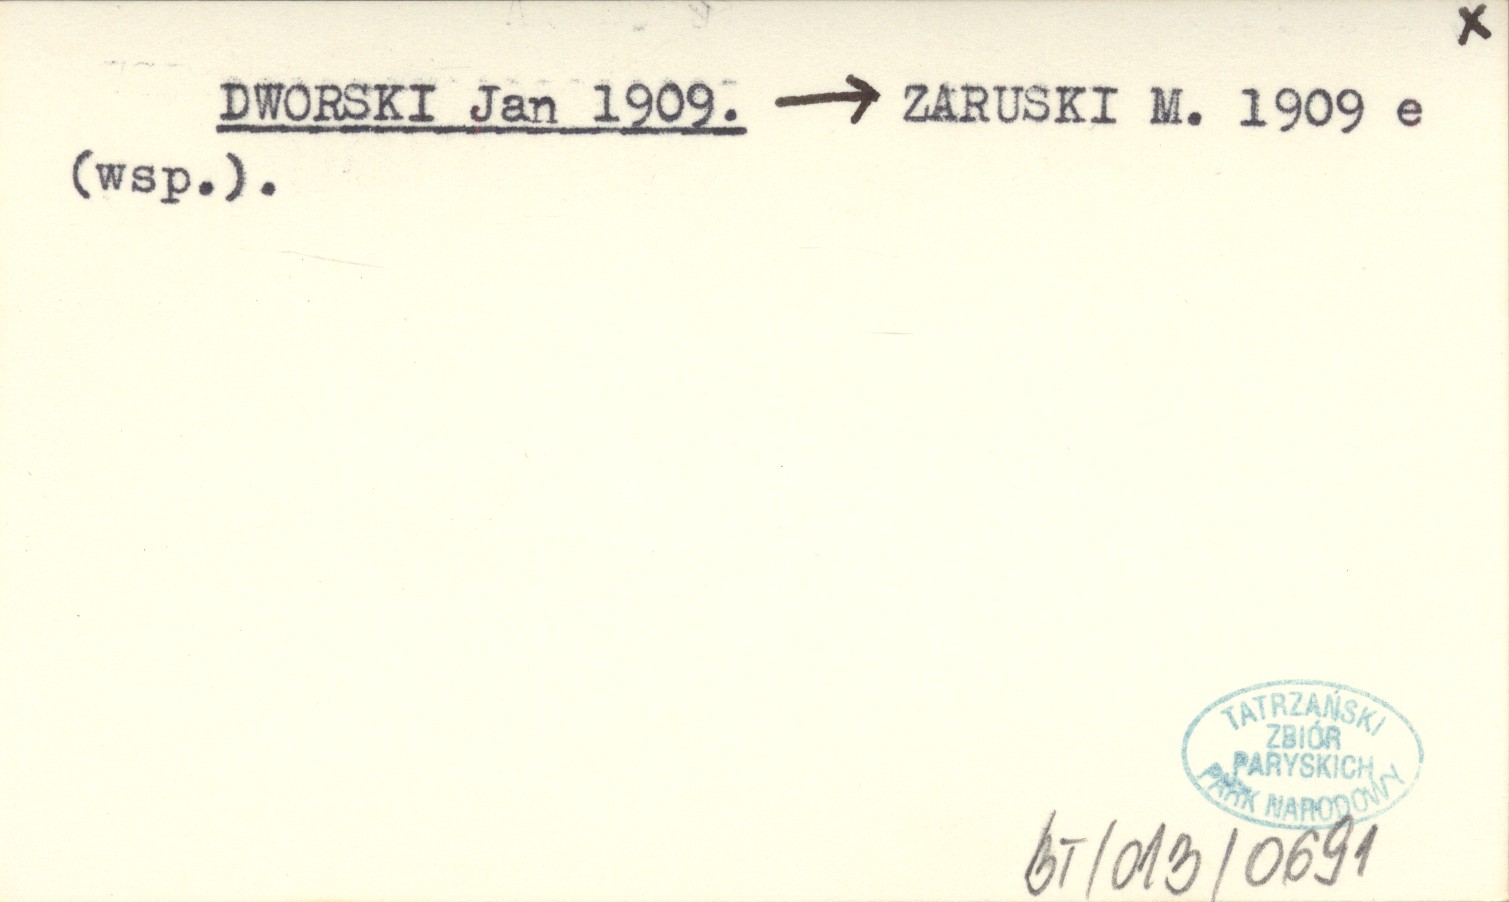 x
DWORSKI Jan 1909. → ZARUSKI M. 1909 e
(wsp.).
TATRZAŃSKI
ZBIÓR
PARYSKICH
PARK NARODOWY
BT/013/0691